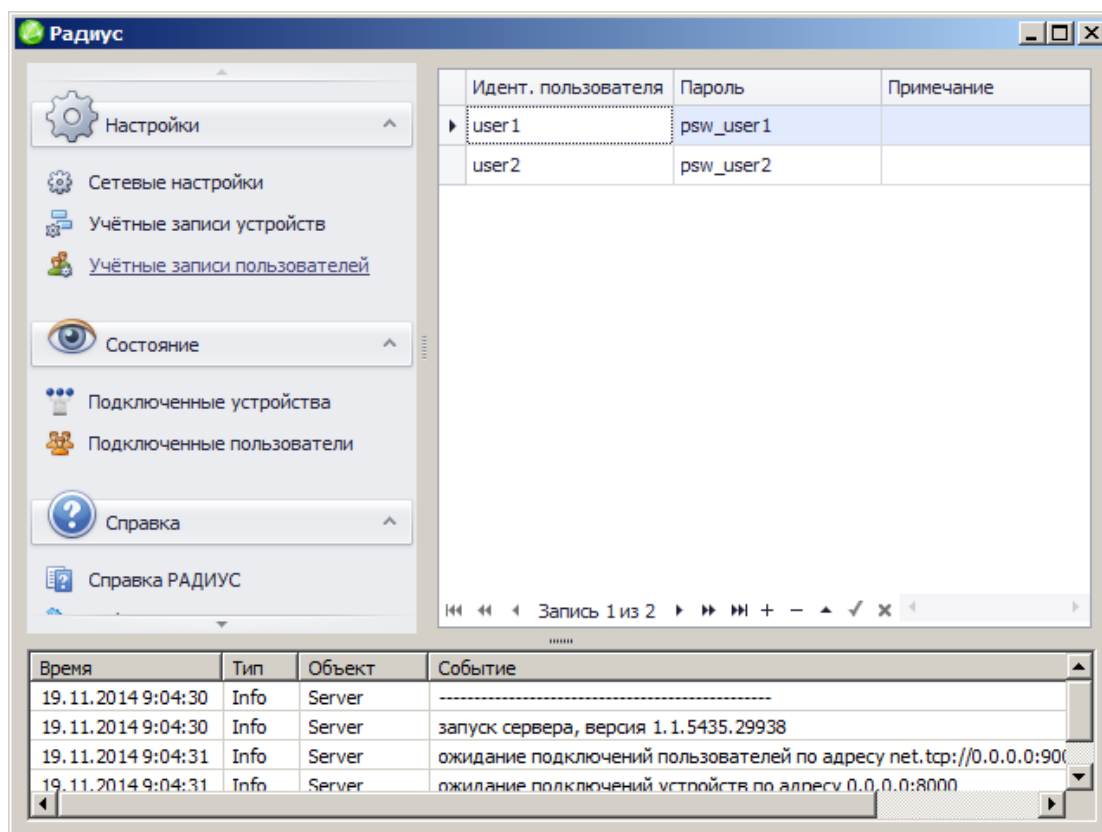 Радиус
Настройки
Сетевые настройки
Учётные записи устройств
Учётные записи пользователей
Состояние
Подключенные устройства
Подключенные пользователи
Справка
Справка РАДИУС
Идент. пользователя Пароль Примечание
user1 psw_user1
user2 psw_user2
Запись 1 из 2
Время Тип Объект Событие
19.11.2014 9:04:30 Info Server ------------------------------------------------
19.11.2014 9:04:30 Info Server запуск сервера, версия 1.1.5435.29938
19.11.2014 9:04:31 Info Server ожидание подключений пользователей по адресу net.tcp://0.0.0.0:900
19.11.2014 9:04:31 Info Server ожидание подключений устройств по адресу 0.0.0.0:8000